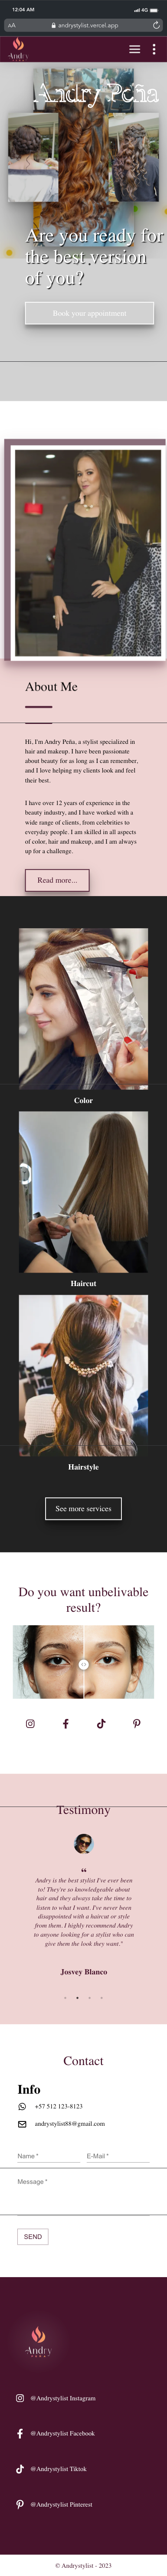 12:04 AM
4G
AA
andrystylist.vercel.app
Andry
Andry Peña
Are you ready for
the best version
of you?
Book your appointment
About Me
Hi, I'm Andry Peña, a stylist specialized in
hair and makeup. I have been passionate
about beauty for as long as I can remember,
and I love helping my clients look and feel
their best.
I have over 12 years of experience in the
beauty industry, and I have worked with a
wide range of clients, from celebrities to
everyday people. I am skilled in all aspects
of color, hair and makeup, and I am always
up for a challenge.
Read more...
Color
Haircut
Hairstyle
See more services
Do you want unbelivable
result?
Testimony
“
Andry is the best stylist I've ever been
to! They're so knowledgeable about
hair and they always take the time to
listen to what I want. I've never been
disappointed with a haircut or style
from them. I highly recommend Andry
to anyone looking for a stylist who can
give them the look they want."
Josvey Blanco
Contact
Info
+57 512 123-8123
andrystylist88@gmail.com
Name * E-Mail *
Message *
SEND
Andry
@Andrystylist Instagram
@Andrystylist Facebook
@Andrystylist Tiktok
@Andrystylist Pinterest
© Andrystylist - 2023